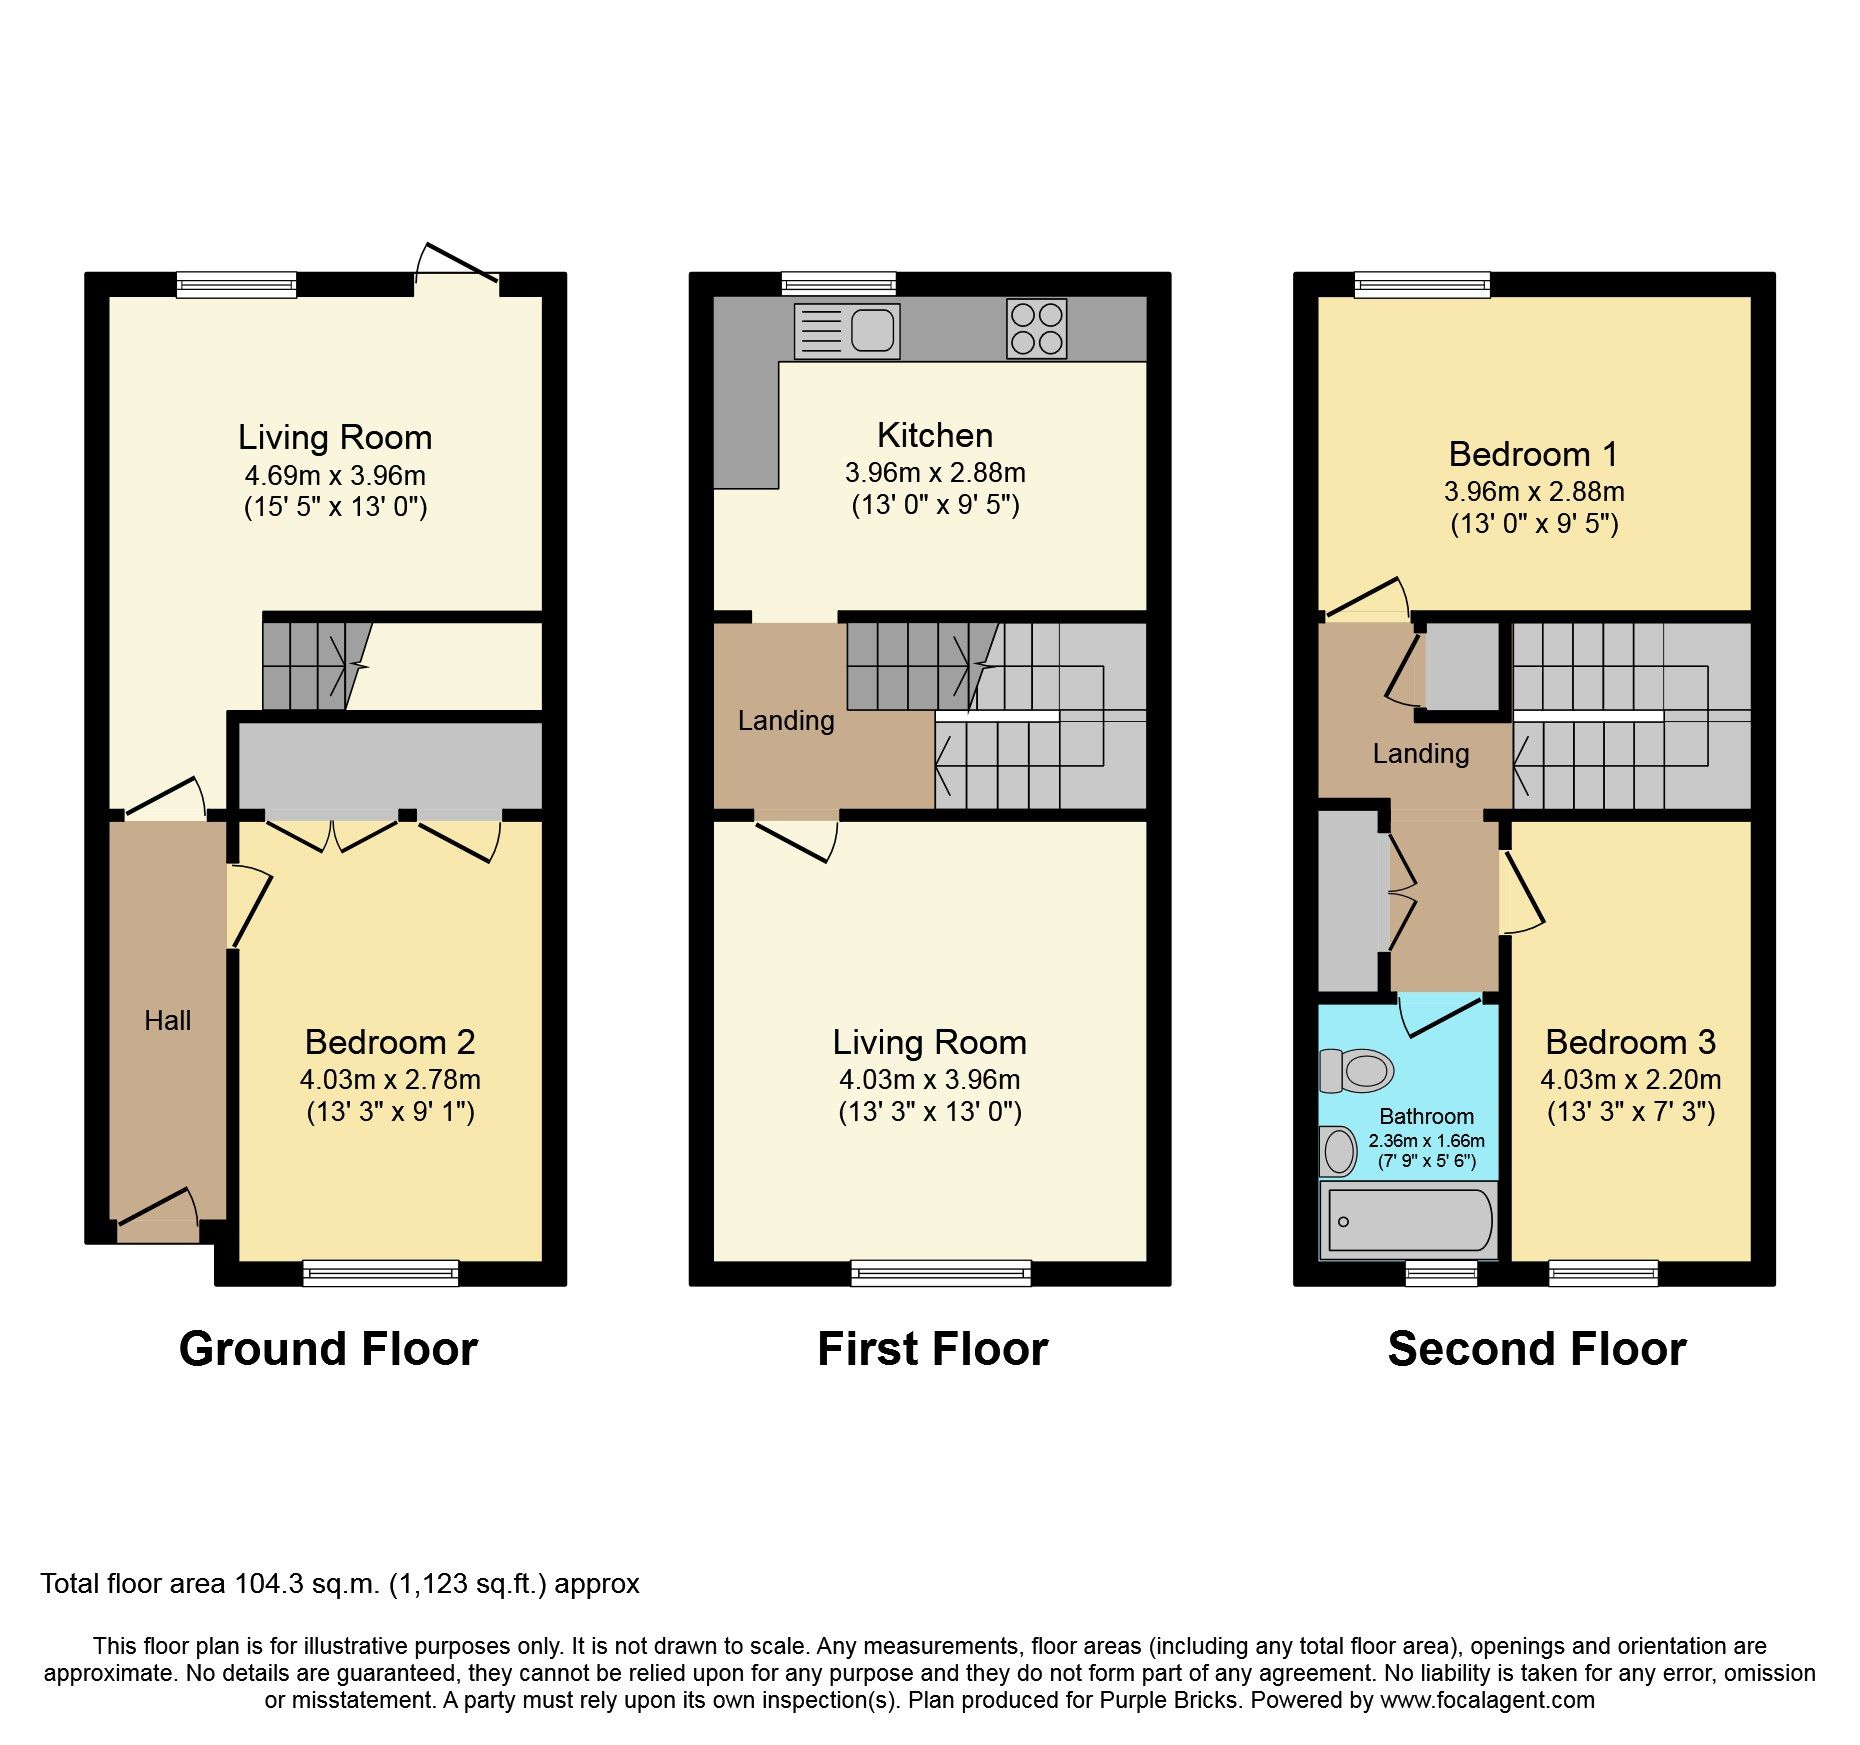 Living Room
4.69m x 3.96m
(15' 5" x 13' 0")
Hall
Bedroom 2
4.03m x 2.78m
(13' 3" x 9' 1")
Ground Floor
Kitchen
3.96m x 2.88m
(13' 0" x 9' 5")
Landing
Living Room
4.03m x 3.96m
(13' 3" x 13' 0")
First Floor
Bedroom 1
3.96m x 2.88m
(13' 0" x 9' 5")
Landing
Bedroom 3
4.03m x 2.20m
(13' 3" x 7' 3")
Bathroom
2.36m x 1.66m
(7' 9" x 5' 6")
Second Floor
Total floor area 104.3 sq.m. (1,123 sq.ft.) approx
This floor plan is for illustrative purposes only. It is not drawn to scale. Any measurements, floor areas (including any total floor area), openings and orientation are
approximate. No details are guaranteed, they cannot be relied upon for any purpose and they do not form part of any agreement. No liability is taken for any error, omission
or misstatement. A party must rely upon its own inspection(s). Plan produced for Purple Bricks. Powered by www.focalagent.com